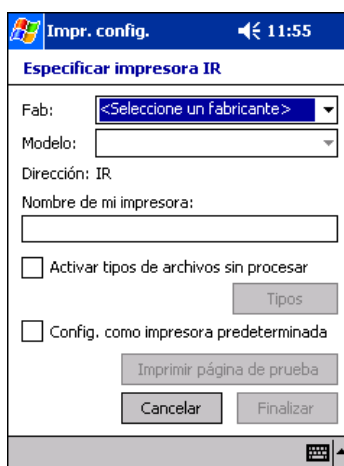 Impr. config. 11:55
Especificar impresora IR
Fab: <Seleccione un fabricante>
Modelo:
Dirección: IR
Nombre de mi impresora:
Activar tipos de archivos sin procesar
Tipos
Config. como impresora predeterminada
Imprimir página de prueba
Cancelar Finalizar